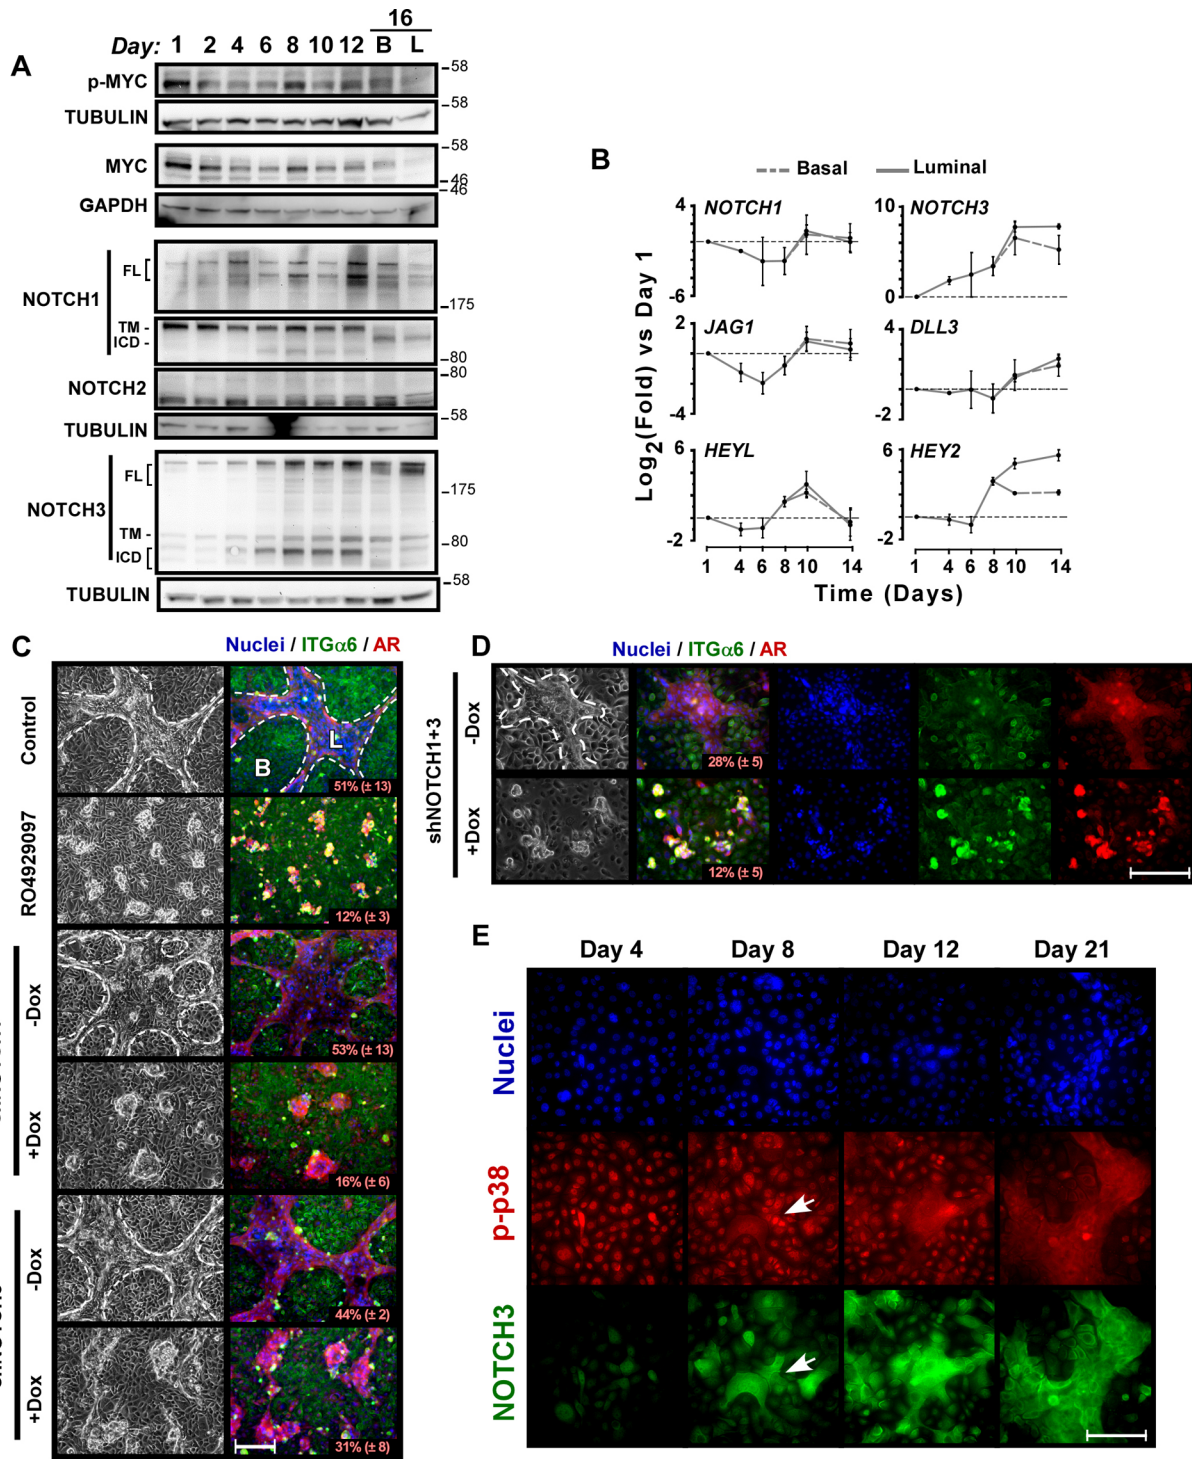 A
16
Day: 1 2 4 6 8 10 12 B L
p-MYC
58
TUBULIN
58
MYC
58
46
GAPDH
46
NOTCH1
FL
175
TM
ICD
80
NOTCH2
80
TUBULIN
58
NOTCH3
FL
175
TM
80
ICD
TUBULIN
58
B
Basal Luminal
Log2(Fold) vs Day 1
4
NOTCH1
-6
10
NOTCH3
0
2
JAG1
-4
4
DLL3
-2
6
HEYL
-2
6
HEY2
-2
1 4 6 8 10 14
1 4 6 8 10 14
Time (Days)
C
Nuclei / ITGα6 / AR
Control
B
L
51% (± 13)
RO4929097
12% (± 3)
-Dox
53% (± 13)
+Dox
16% (± 6)
-Dox
44% (± 2)
+Dox
31% (± 8)
D
Nuclei / ITGα6 / AR
shNOTCH1+3
-Dox
28% (± 5)
+Dox
12% (± 5)
E
Day 4 Day 8 Day 12 Day 21
Nuclei
p-p38
NOTCH3